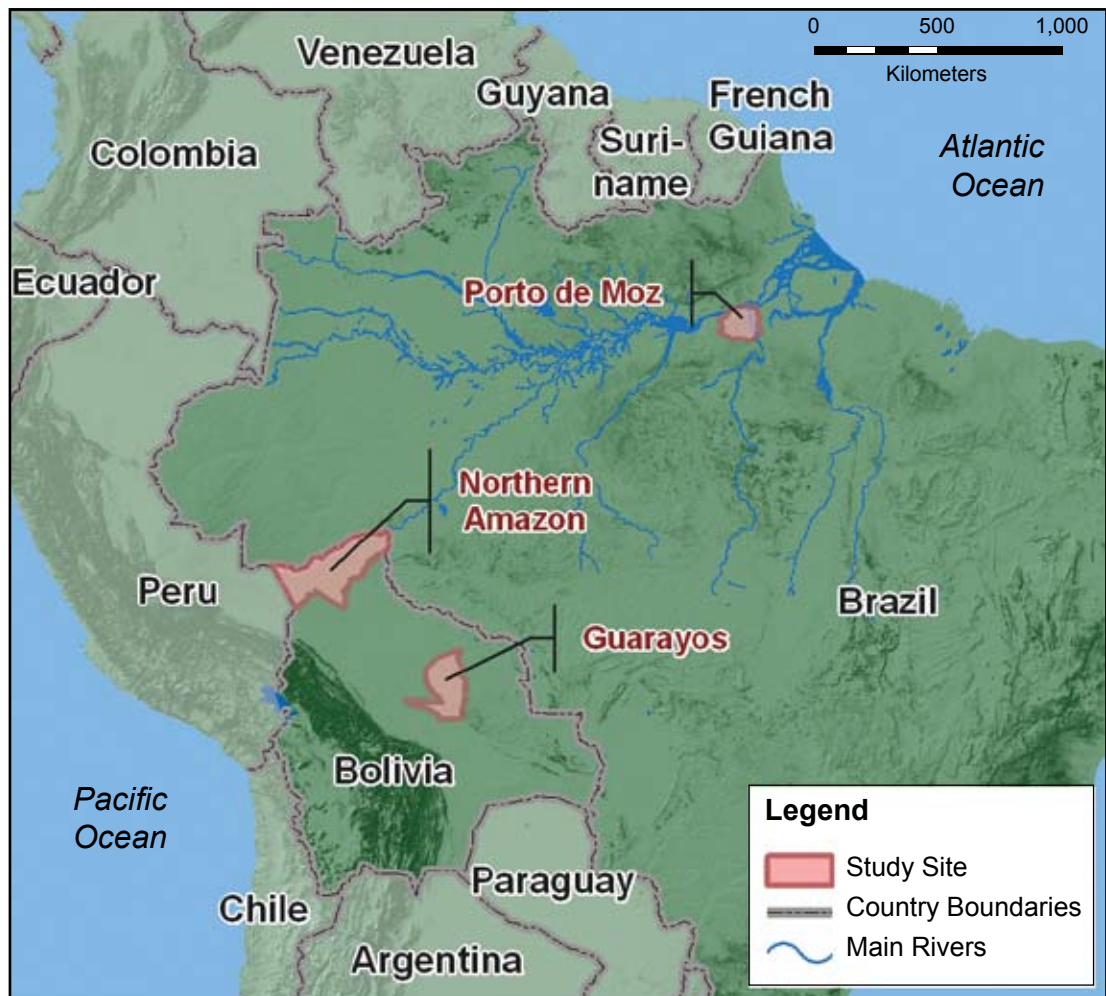 0 500 1,000
Kilometers
Venezuela
Guyana
French
Guiana
Suri-
name
Colombia
Atlantic
Ocean
Ecuador
Porto de Moz
Northern
Amazon
Peru
Brazil
Guarayos
Bolivia
Pacific
Ocean
Paraguay
Chile
Argentina
Legend
Study Site
Country Boundaries
Main Rivers